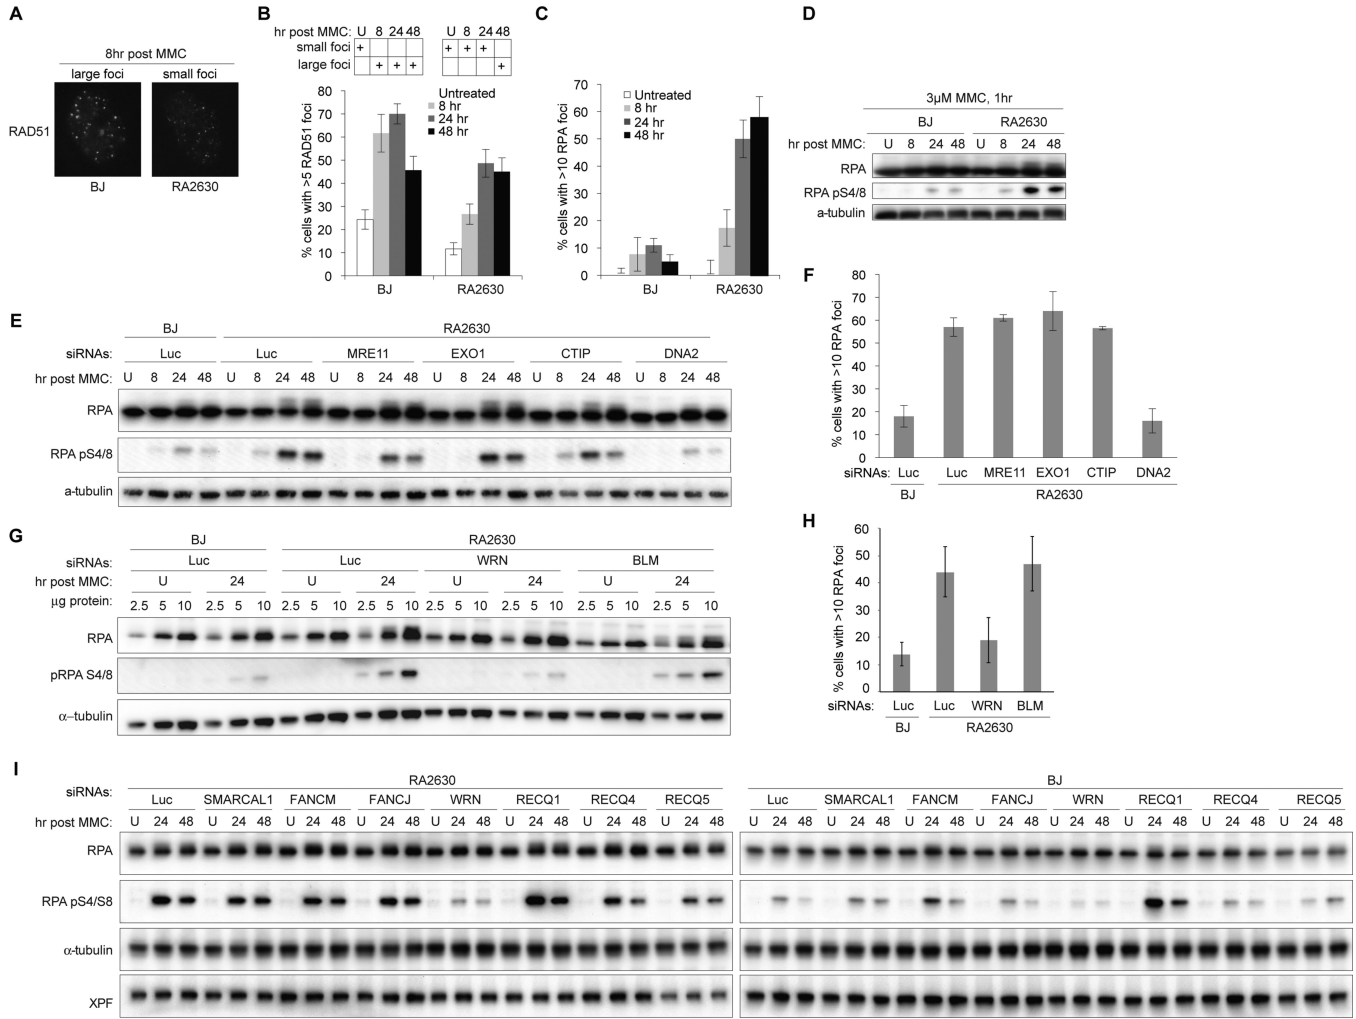 A
8hr post MMC
large foci small foci
RAD51
BJ RA2630
B
hr post MMC: U 8 24 48 U 8 24 48
small foci + + + +
large foci + + + +
% cells with >5 RAD51 foci
80
70
60
50
40
30
20
10
0
Untreated
8 hr
24 hr
48 hr
BJ RA2630
C
% cells with >10 RPA foci
70
60
50
40
30
20
10
0
Untreated
8 hr
24 hr
48 hr
BJ RA2630
D
3µM MMC, 1hr
BJ RA2630
hr post MMC: U 8 24 48 U 8 24 48
RPA
RPA pS4/8
a-tubulin
E
BJ RA2630
siRNAs: Luc Luc MRE11 EXO1 CTIP DNA2
hr post MMC: U 8 24 48 U 8 24 48 U 8 24 48 U 8 24 48 U 8 24 48 U 8 24 48
RPA
RPA pS4/8
a-tubulin
F
% cells with >10 RPA foci
80
70
60
50
40
30
20
10
0
siRNAs: Luc Luc MRE11 EXO1 CTIP DNA2
BJ RA2630
G
BJ RA2630
siRNAs: Luc Luc WRN BLM
hr post MMC: U 24 U 24 U 24 U 24
µg protein: 2.5 5 10 2.5 5 10 2.5 5 10 2.5 5 10 2.5 5 10 2.5 5 10 2.5 5 10 2.5 5 10
RPA
pRPA S4/8
α−tubulin
H
% cells with >10 RPA foci
60
50
40
30
20
10
0
siRNAs: Luc Luc WRN BLM
BJ RA2630
I
RA2630 BJ
siRNAs: Luc SMARCAL1 FANCM FANCJ WRN RECQ1 RECQ4 RECQ5 Luc SMARCAL1 FANCM FANCJ WRN RECQ1 RECQ4 RECQ5
hr post MMC: U 24 48 U 24 48 U 24 48 U 24 48 U 24 48 U 24 48 U 24 48 U 24 48 U 24 48 U 24 48 U 24 48 U 24 48 U 24 48 U 24 48 U 24 48 U 24 48
RPA
RPA pS4/S8
α-tubulin
XPF